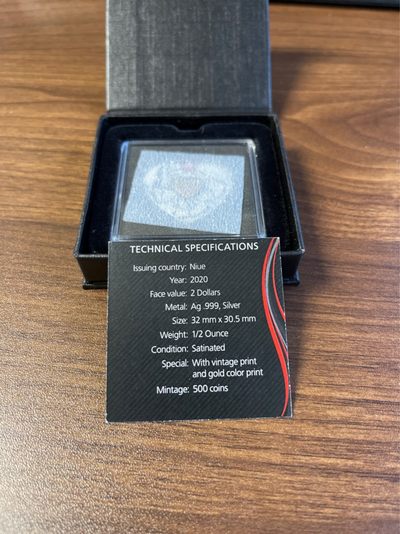 TECHNICAL SPECIFICATIONS
Issuing country: Niue
Year: 2020
Face value: 2 Dollars
Metal: Ag .999, Silver
Size: 32 mm x 30.5 mm
Weight: 1/2 Ounce
Condition: Satinated
Special: With vintage print
and gold color print
Mintage: 500 coins